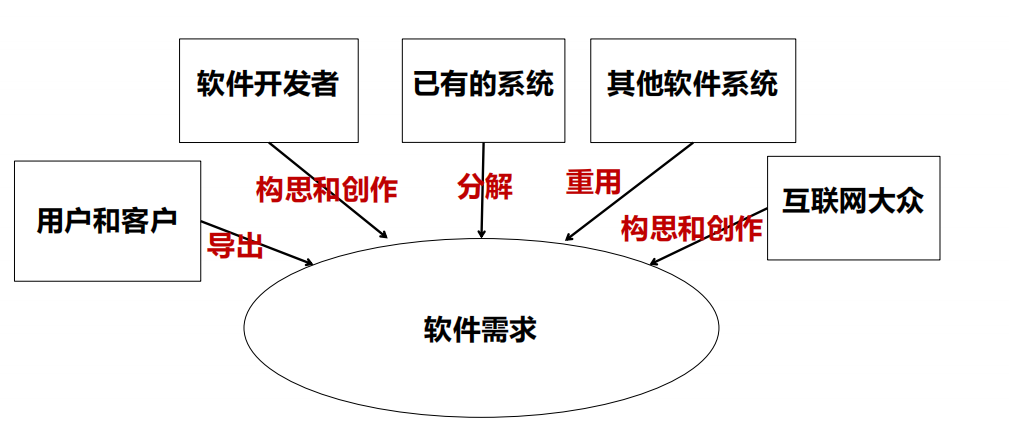 软件开发者
已有的系统
其他软件系统
用户和客户
互联网大众
构思和创作
分解
重用
构思和创作
导出
软件需求